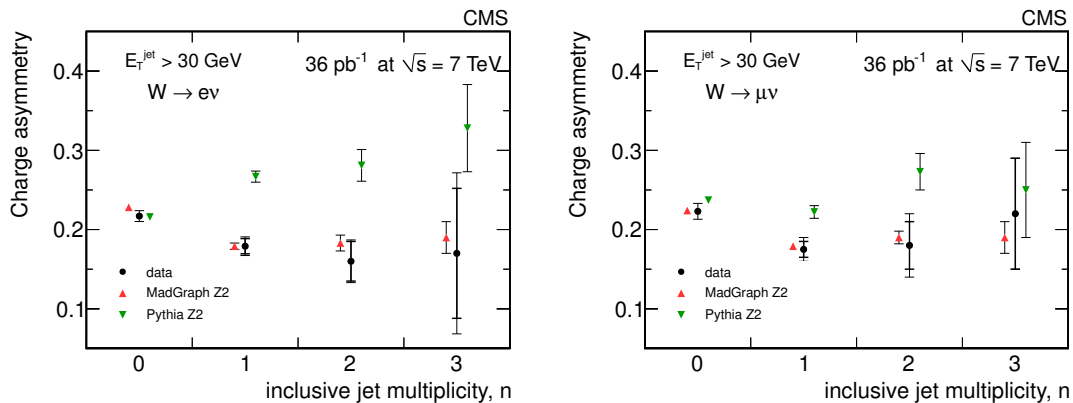 CMS
E_T^jet > 30 GeV
36 pb⁻¹ at √s = 7 TeV
W → eν
Charge asymmetry
0.4
0.3
0.2
0.1
data
MadGraph Z2
Pythia Z2
0 1 2 3
inclusive jet multiplicity, n
CMS
E_T^jet > 30 GeV
36 pb⁻¹ at √s = 7 TeV
W → μν
Charge asymmetry
0.4
0.3
0.2
0.1
data
MadGraph Z2
Pythia Z2
0 1 2 3
inclusive jet multiplicity, n